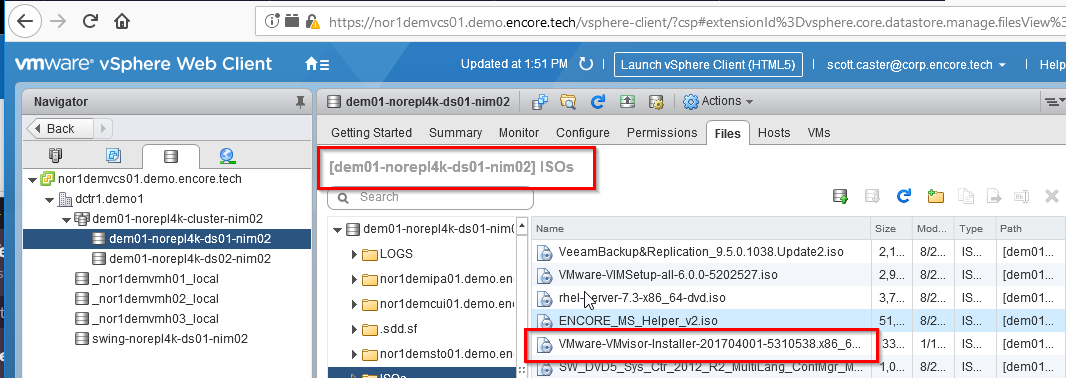 https://nor1demvcs01.demo.encore.tech/vsphere-client/?csp#extensionId%3Dvsphere.core.datastore.manage.filesView%3
vmware® vSphere Web Client
Updated at 1:51 PM
Launch vSphere Client (HTML5)
scott.caster@corp.encore.tech
Help
Navigator
dem01-norepl4k-ds01-nim02
Actions
Back
Getting Started Summary Monitor Configure Permissions Files Hosts VMs
[dem01-norepl4k-ds01-nim02] ISOs
Search
nor1demvcs01.demo.encore.tech
dctr1.demo1
dem01-norepl4k-cluster-nim02
dem01-norepl4k-ds01-nim02
dem01-norepl4k-ds02-nim02
_nor1demvmh01_local
_nor1demvmh02_local
_nor1demvmh03_local
swing-norepl4k-ds01-nim02
dem01-norepl4k-ds01-nim02
LOGS
nor1demipa01.demo.enc
nor1demcui01.demo.enc
.sdd.sf
nor1demsto01.demo.enc
ISOs
Name Size Mod... Type Path
VeeamBackup&Replication_9.5.0.1038.Update2.iso 2,1... 8/2... IS... [dem01...
VMware-VIMSetup-all-6.0.0-5202527.iso 2,9... 8/2... IS... [dem01...
rhel-server-7.3-x86_64-dvd.iso 3,7... 8/2... IS... [dem01...
ENCORE_MS_Helper_v2.iso 51,... 8/2... IS... [dem01...
VMware-VMvisor-Installer-201704001-5310538.x86_6... 33... 1/1... IS... [dem01...
SW_DVD5_Sys_Ctr_2012_R2_MultiLang_ConfMgr_M... 1,0... 8/2... IS... [dem01...